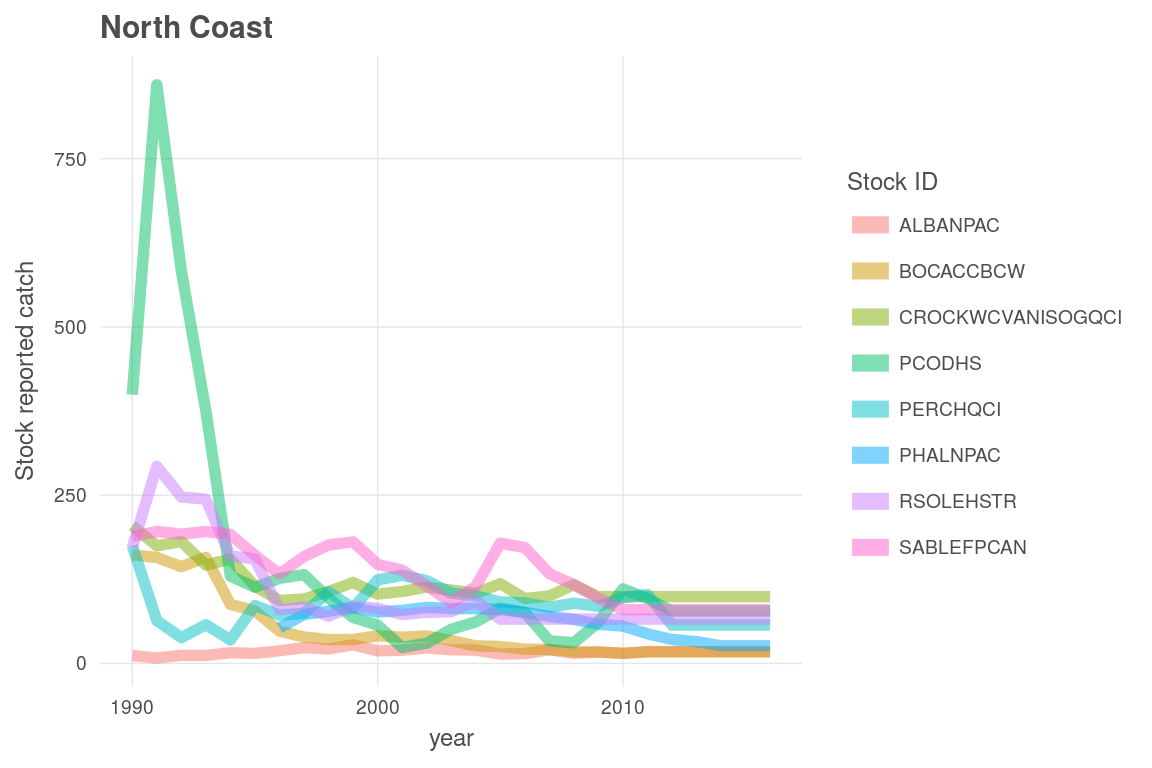 North Coast
Stock reported catch
750
500
250
0
1990
2000
2010
year
Stock ID
ALBANPAC
BOCACCBCW
CROCKWCVANISOGQCI
PCODHS
PERCHQCI
PHALNPAC
RSOLEHSTR
SABLEFPCAN